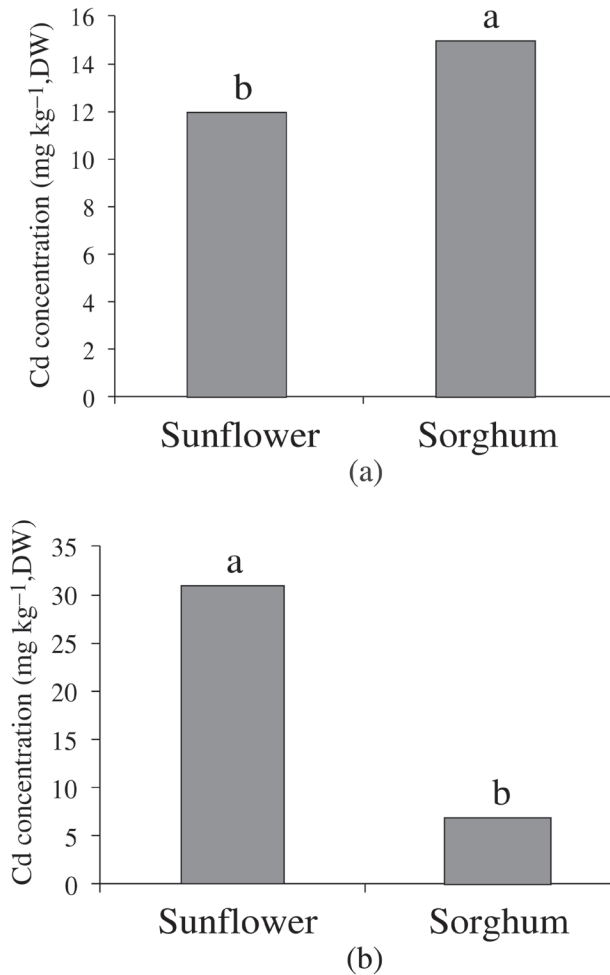 Cd concentration (mg kg⁻¹,DW)
16
14
12
10
8
6
4
2
0
b
a
Sunflower
Sorghum
(a)
Cd concentration (mg kg⁻¹,DW)
35
30
25
20
15
10
5
0
a
b
Sunflower
Sorghum
(b)